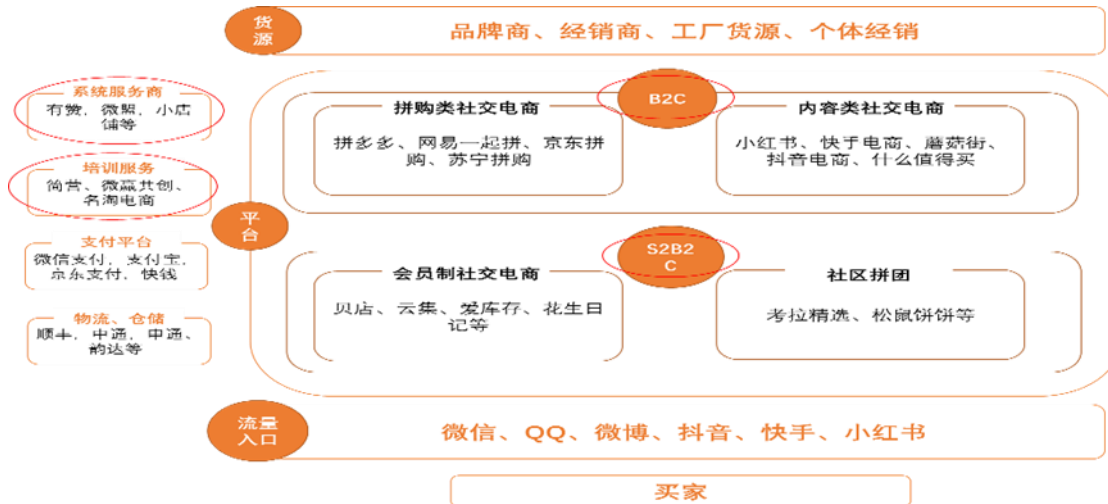 货
源
品牌商、经销商、工厂货源、个体经销
系统服务商
有赞，微盟，小店
铺等
培训服务
简营、微赢共创、
名淘电商
支付平台
微信支付，支付宝，
京东支付，快钱
物流、仓储
顺丰，中通，申通、
韵达等
平
台
B2C
拼购类社交电商
拼多多、网易一起拼、京东拼
购、苏宁拼购
内容类社交电商
小红书、快手电商、蘑菇街、
抖音电商、什么值得买
S2B2
C
会员制社交电商
贝店、云集、爱库存、花生日
记等
社区拼团
考拉精选、松鼠饼饼等
流量
入口
微信、QQ、微博、抖音、快手、小红书
买家